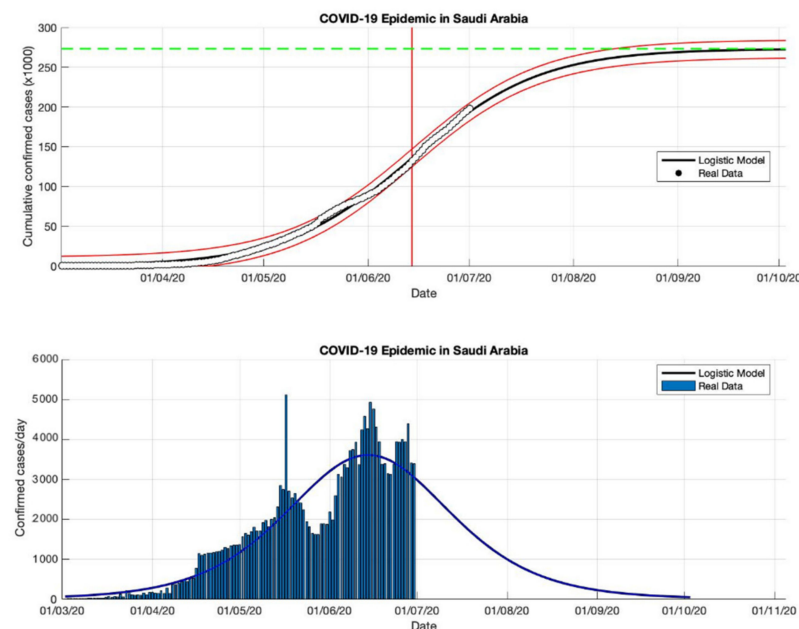 COVID-19 Epidemic in Saudi Arabia
Cumulative confirmed cases (x1000)
300
250
200
150
100
50
0
Logistic Model
Real Data
01/04/20 01/05/20 01/06/20 01/07/20 01/08/20 01/09/20 01/10/20
Date
COVID-19 Epidemic in Saudi Arabia
Confirmed cases/day
6000
5000
4000
3000
2000
1000
0
Logistic Model
Real Data
01/03/20 01/04/20 01/05/20 01/06/20 01/07/20 01/08/20 01/09/20 01/10/20 01/11/20
Date